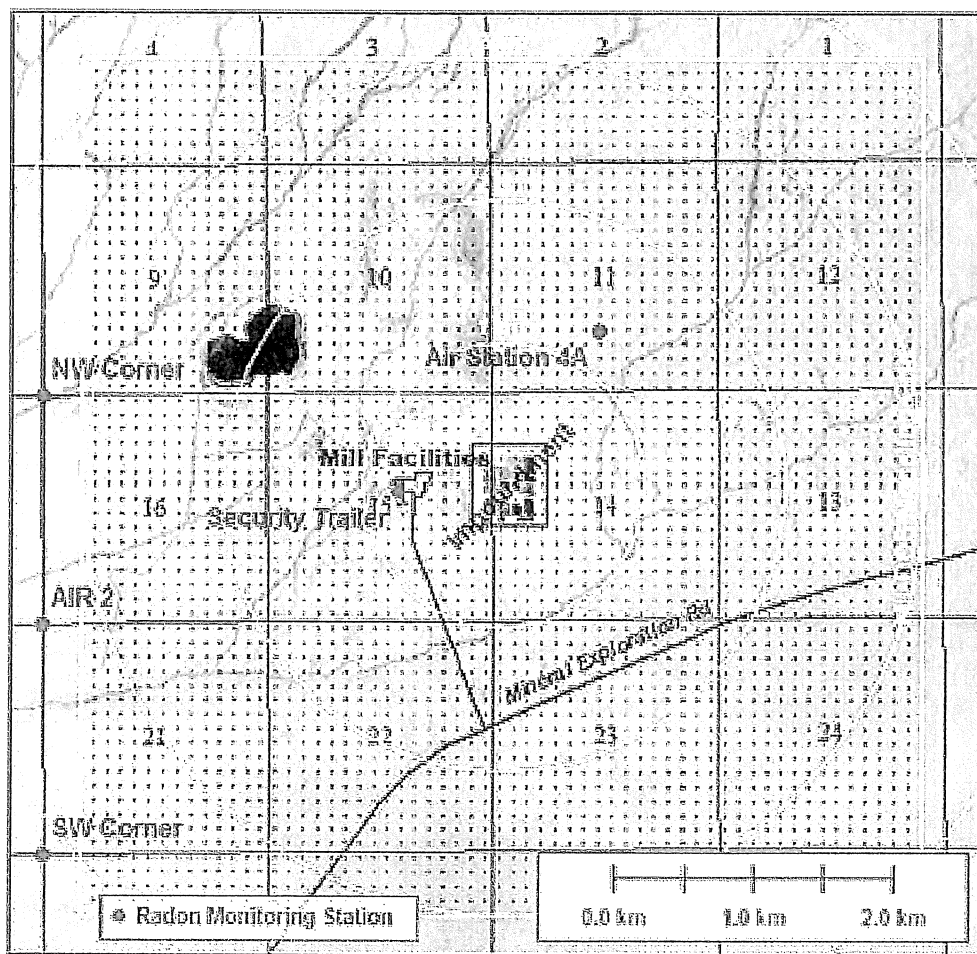 4 3 2 1
9 10 11 12
Air Station 4A
NW Corner
Mill Facilities
Impoundment
16 15 14 13
Security Trailer
AIR 2
Mineral Exploration Rd
21 22 23 24
SW Corner
Radon Monitoring Station
0.0 km 1.0 km 2.0 km